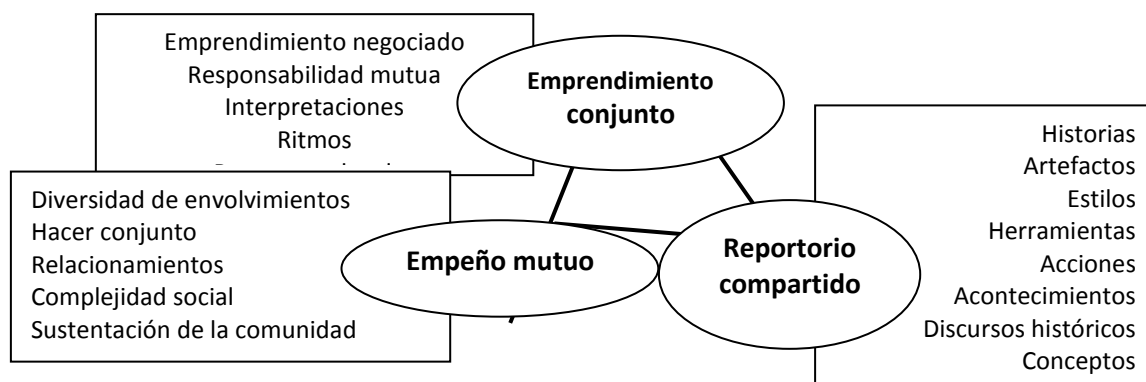 Emprendimiento negociado
Responsabilidad mutua
Interpretaciones
Ritmos
Emprendimiento
conjunto
Diversidad de envolvimientos
Hacer conjunto
Relacionamientos
Complejidad social
Sustentación de la comunidad
Empeño mutuo
Reportorio
compartido
Historias
Artefactos
Estilos
Herramientas
Acciones
Acontecimientos
Discursos históricos
Conceptos